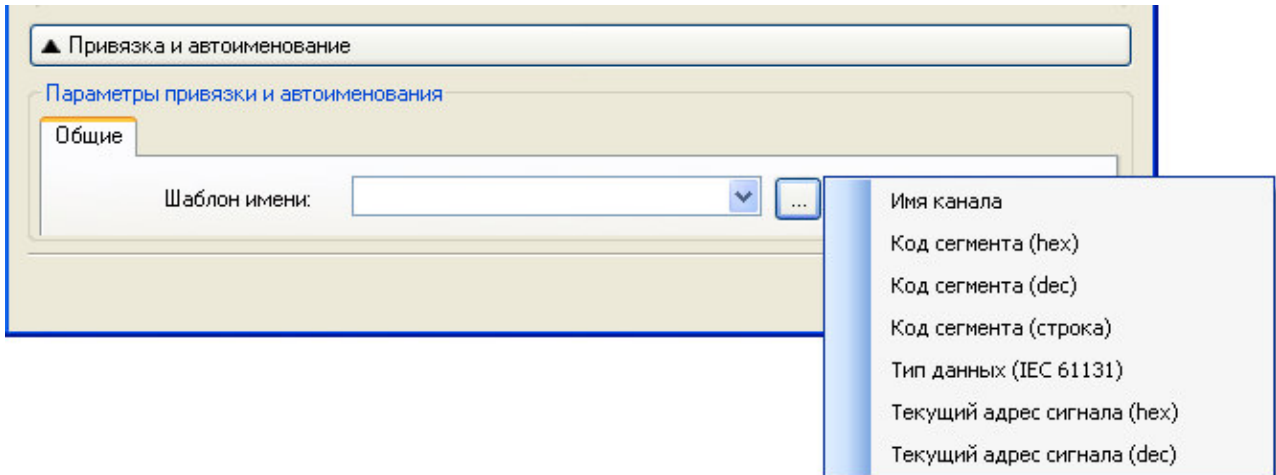 Привязка и автоименование
Параметры привязки и автоименования
Общие
Шаблон имени:
...
Имя канала
Код сегмента (hex)
Код сегмента (dec)
Код сегмента (строка)
Тип данных (IEC 61131)
Текущий адрес сигнала (hex)
Текущий адрес сигнала (dec)